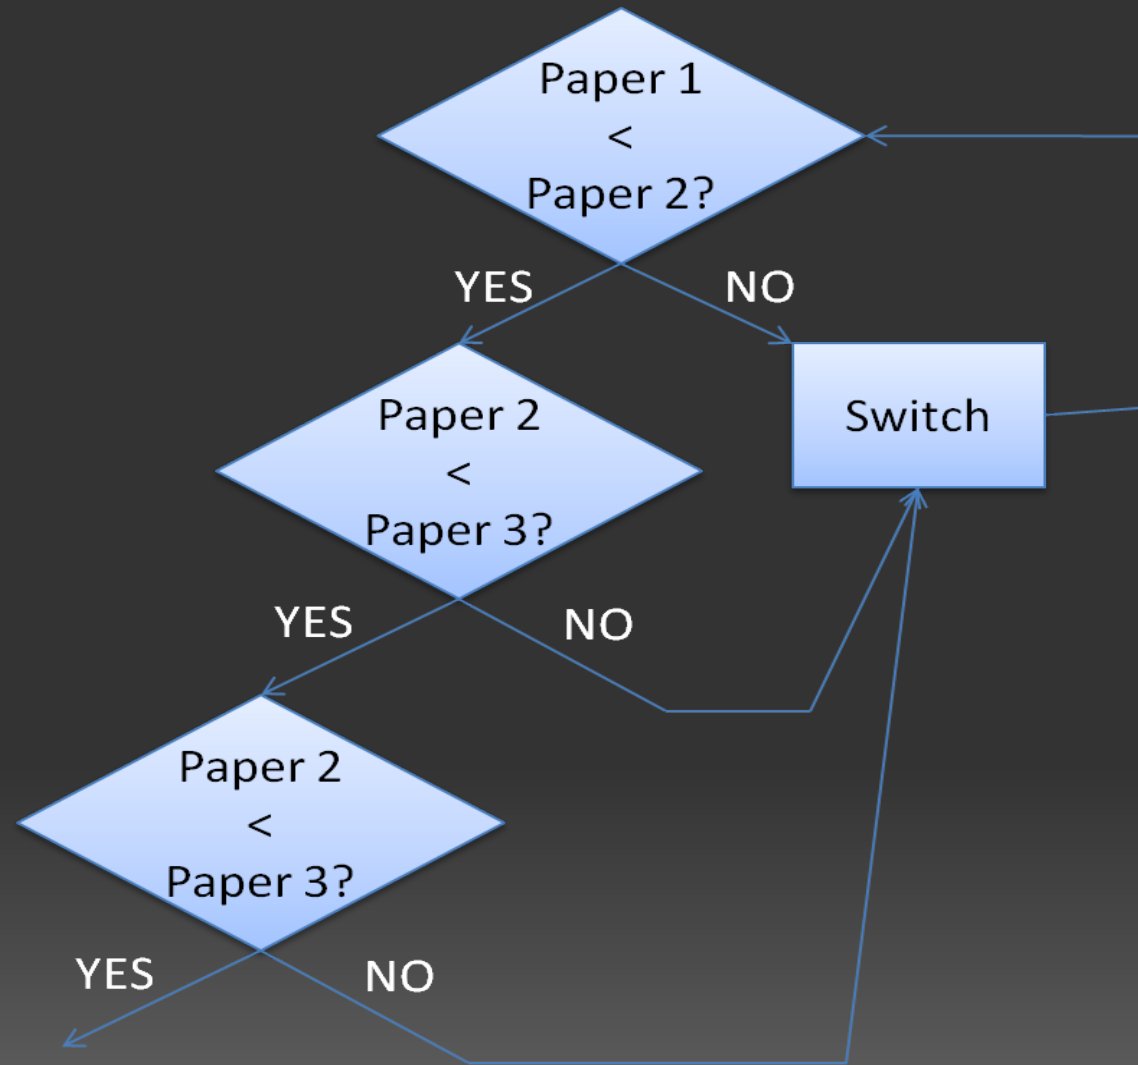 Paper 1
<
Paper 2?
YES
NO
Paper 2
<
Paper 3?
Switch
YES
NO
Paper 2
<
Paper 3?
YES
NO